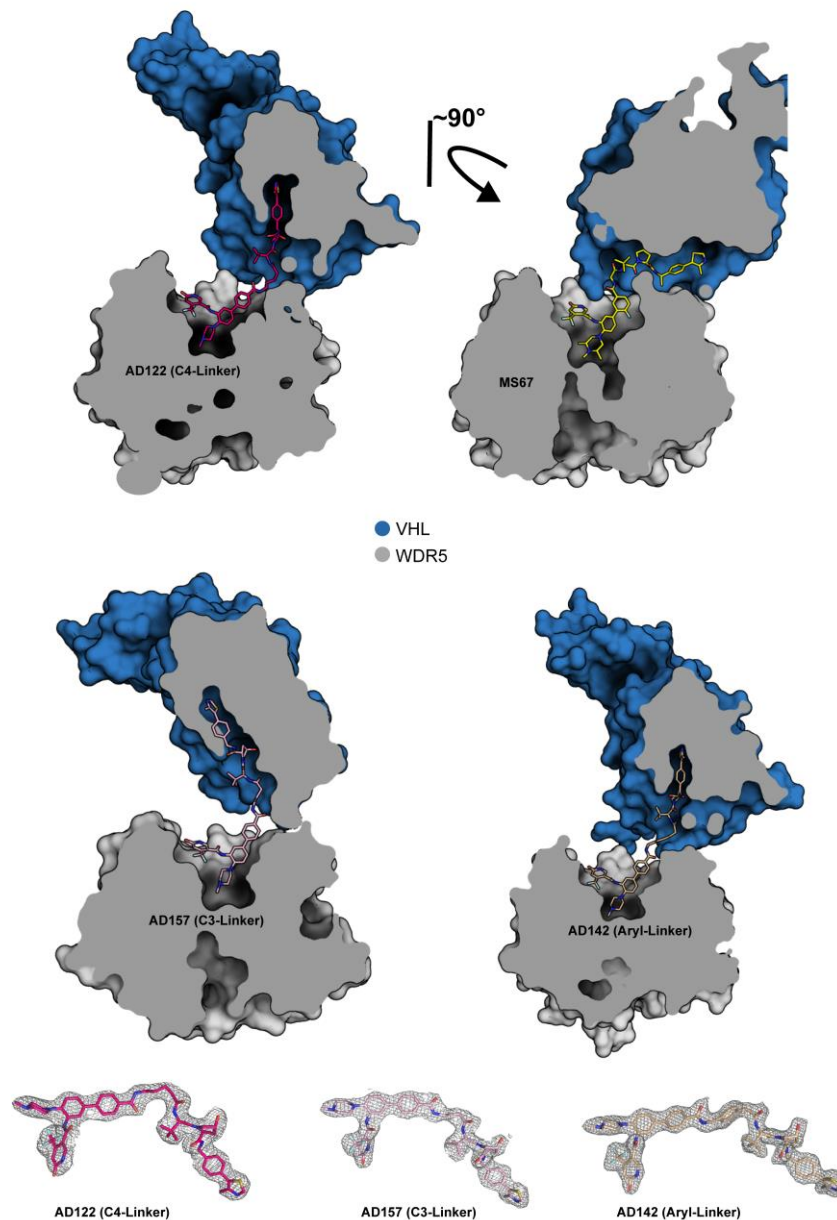 ~90°
AD122 (C4-Linker)
MS67
VHL
WDR5
AD157 (C3-Linker)
AD142 (Aryl-Linker)
AD122 (C4-Linker)
AD157 (C3-Linker)
AD142 (Aryl-Linker)